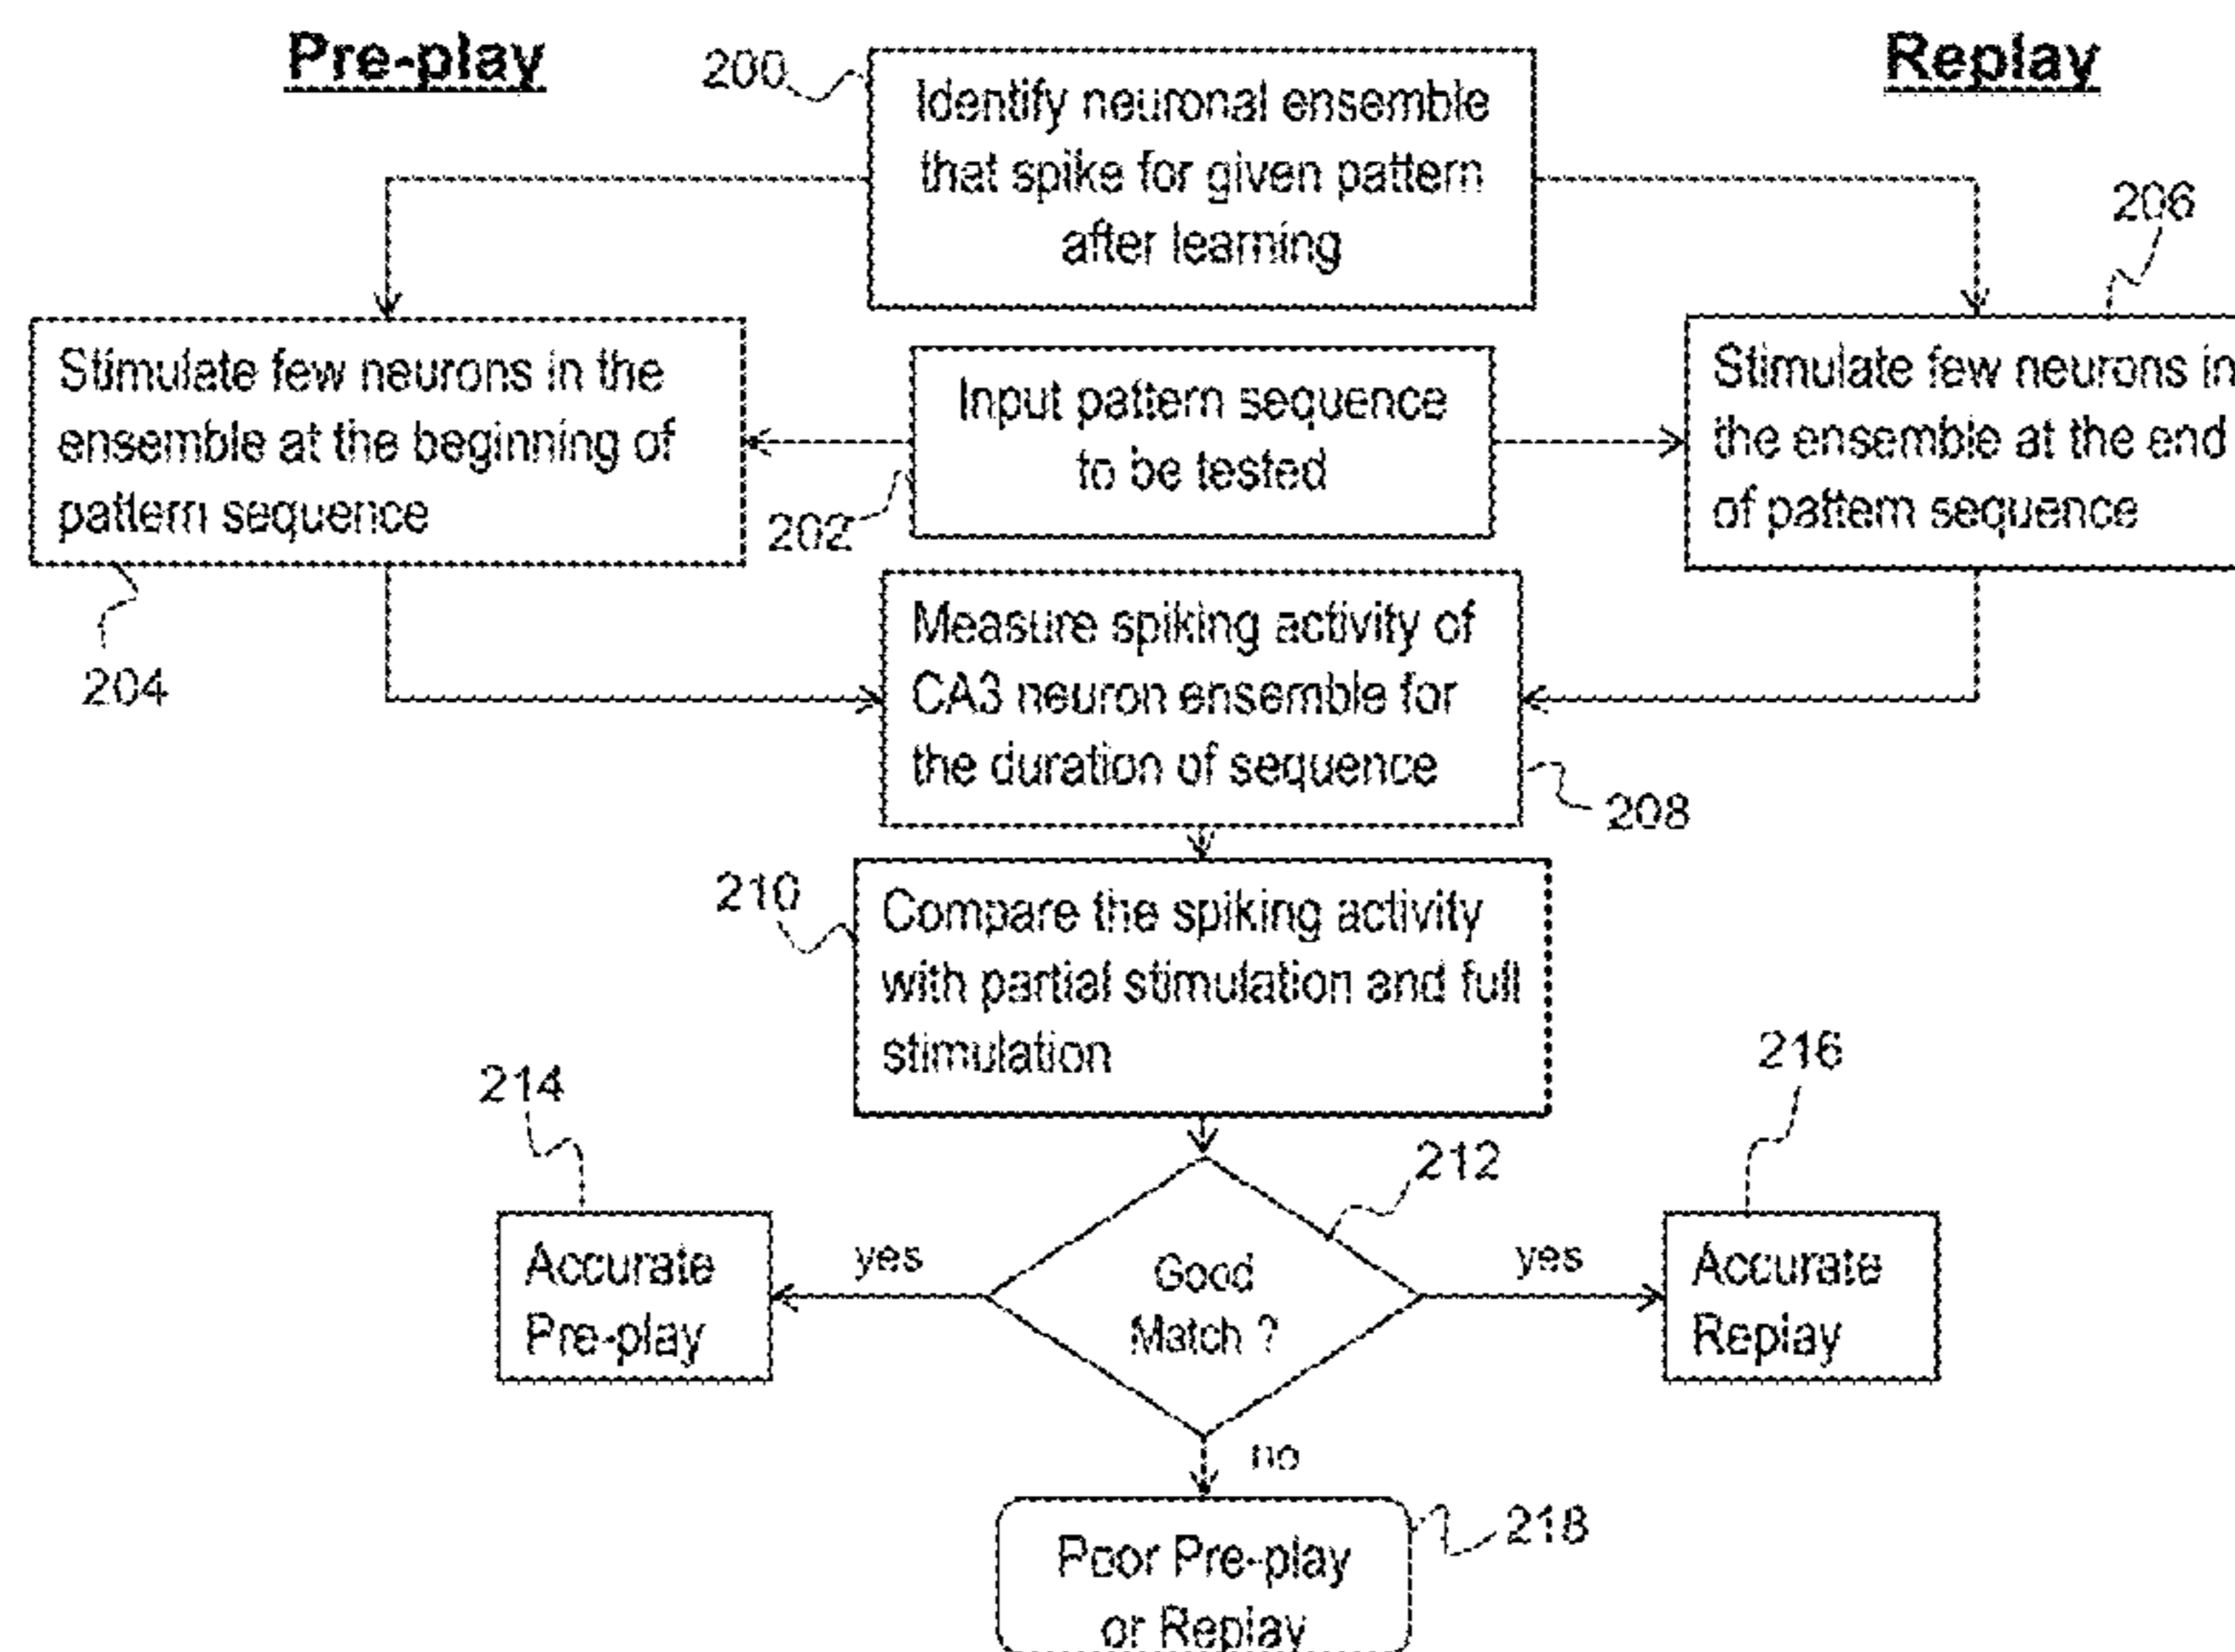 Pre-play
200
Replay
Identify neuronal ensemble
that spike for given pattern
after learning
206
Stimulate few neurons in the
ensemble at the beginning of
pattern sequence
Input pattern sequence
to be tested
Stimulate few neurons in
the ensemble at the end
of pattern sequence
202
204
Measure spiking activity of
CA3 neuron ensemble for
the duration of sequence
208
210
Compare the spiking activity
with partial stimulation and full
stimulation
214
216
212
Accurate
Pre-play
yes
Good
Match ?
yes
Accurate
Replay
no
Poor Pre-play
or Replay
218